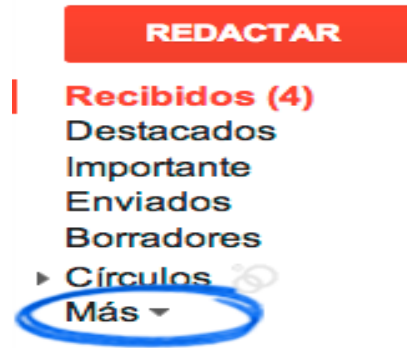 REDACTAR
Recibidos (4)
Destacados
Importante
Enviados
Borradores
Círculos
Más